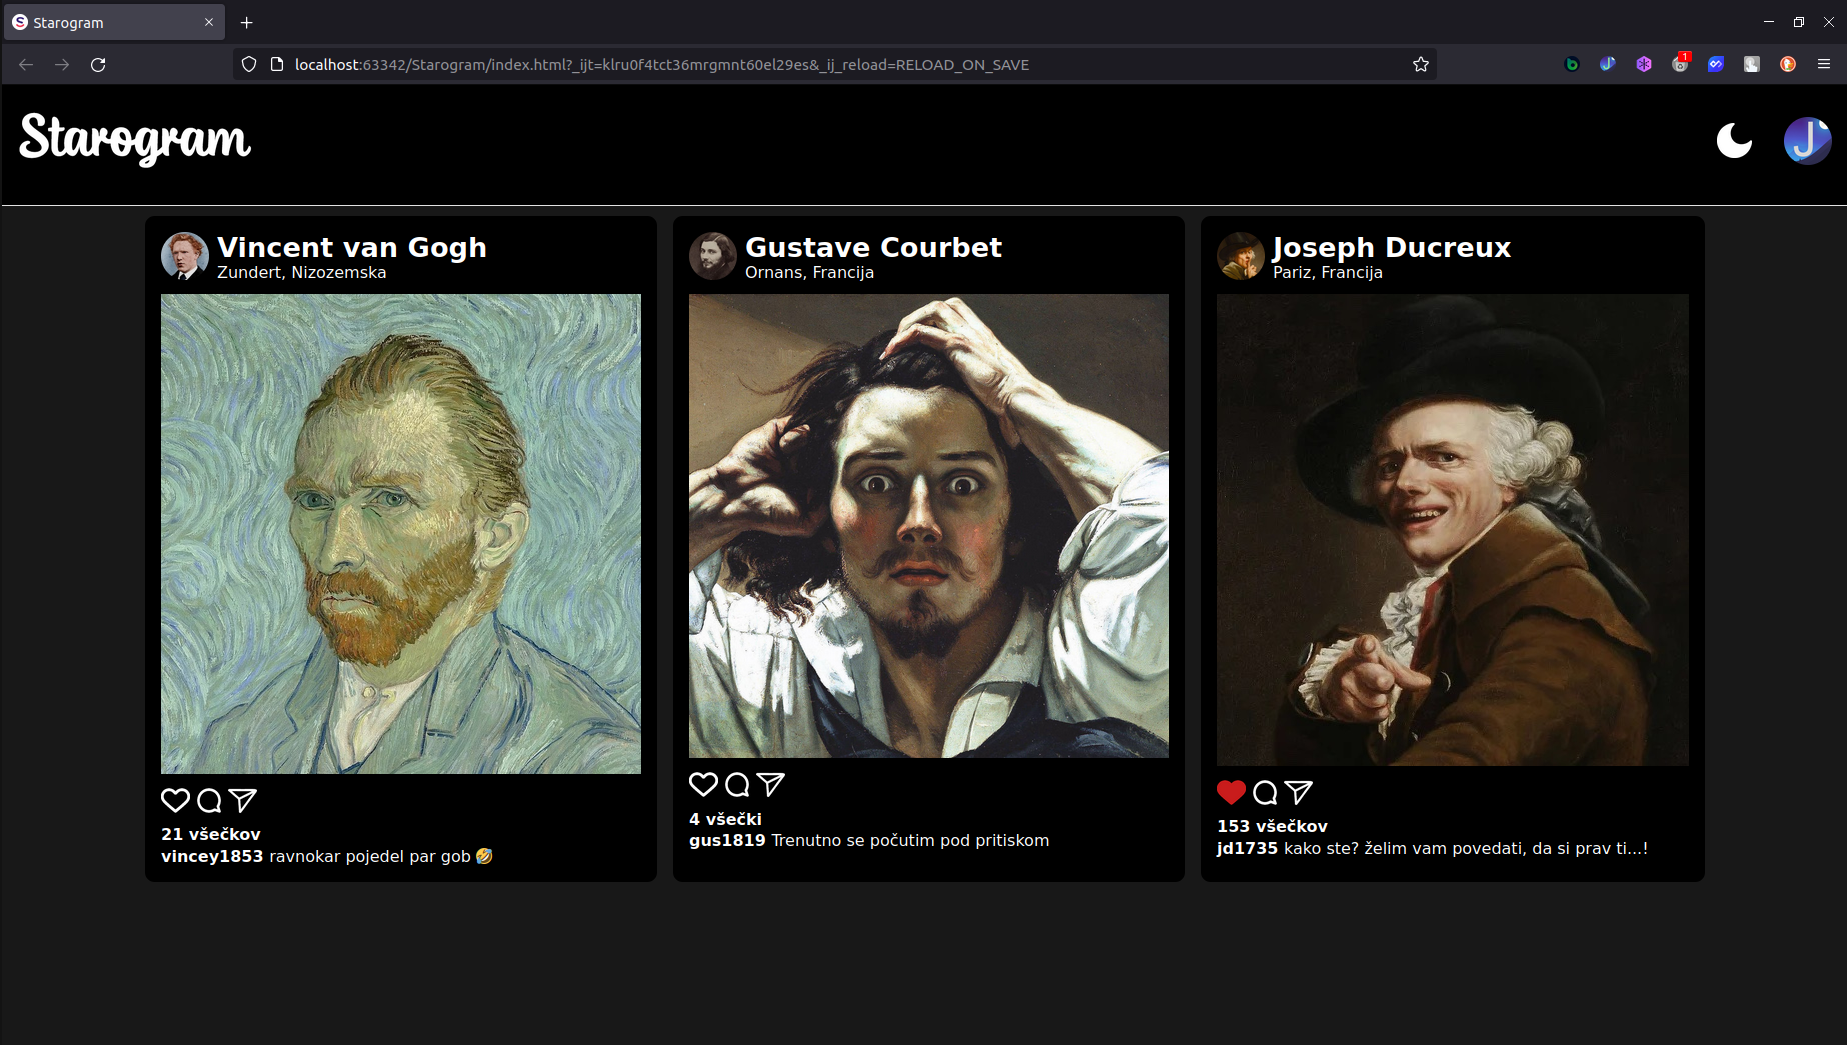 Starogram
localhost:63342/Starogram/index.html?_ijt=klru0f4tct36mrgmnt60el29es&_ij_reload=RELOAD_ON_SAVE
1
Starogram
J
Vincent van Gogh
Zundert, Nizozemska
21 všečkov
vincey1853 ravnokar pojedel par gob 🤣
Gustave Courbet
Ornans, Francija
4 všečki
gus1819 Trenutno se počutim pod pritiskom
Joseph Ducreux
Pariz, Francija
153 všečkov
jd1735 kako ste? želim vam povedati, da si prav ti...!